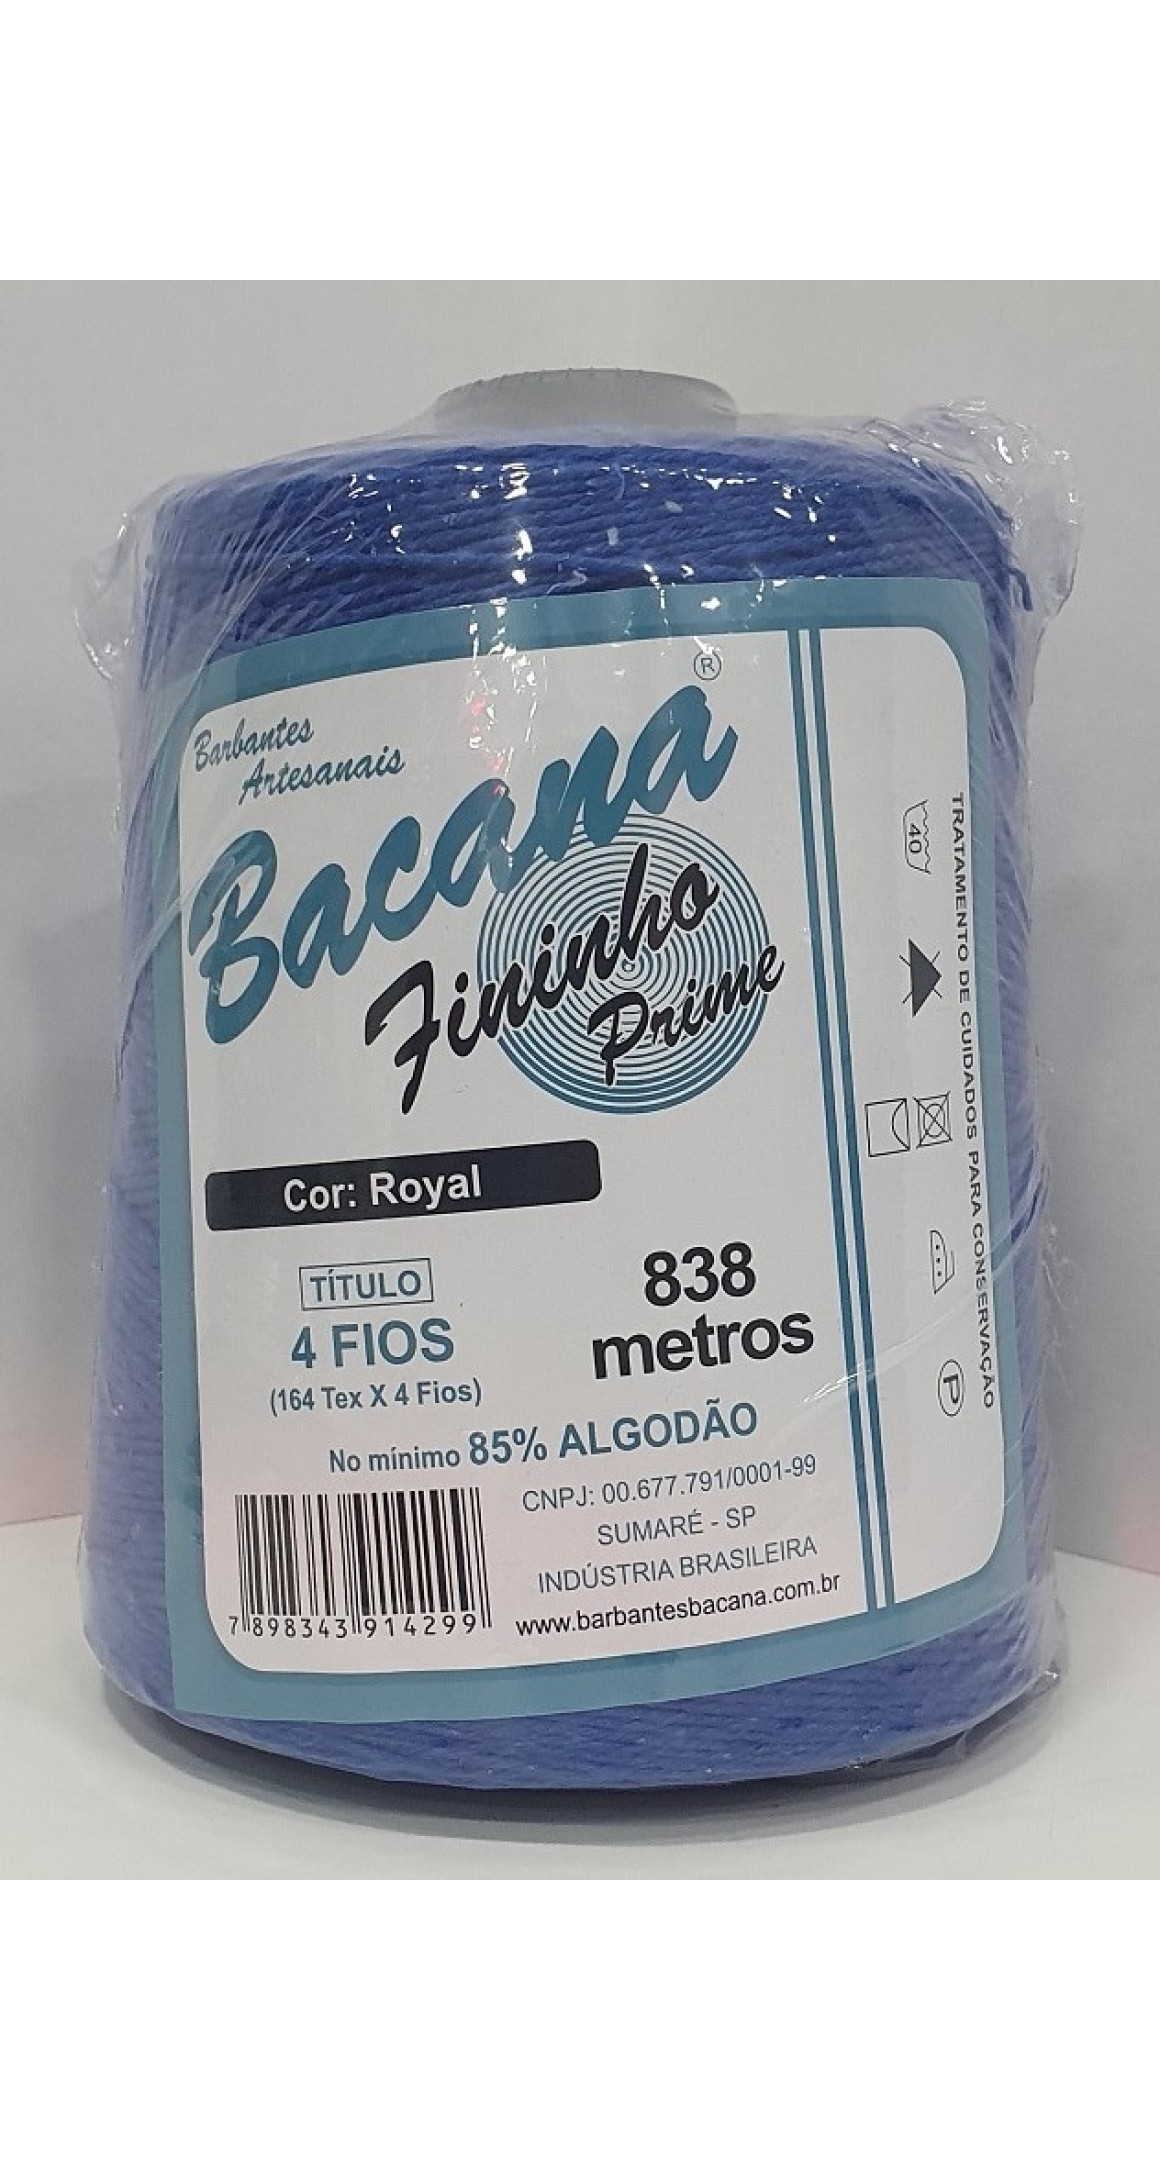 Barbantes
Artesanais
Bacana®
Fininho
Prime
Cor: Royal
TÍTULO
4 FIOS
(164 Tex X 4 Fios)
838
metros
No mínimo 85% ALGODÃO
CNPJ: 00.677.791/0001-99
SUMARÉ - SP
INDÚSTRIA BRASILEIRA
www.barbantesbacana.com.br
7 898343 914299
TRATAMENTO DE CUIDADOS PARA CONSERVAÇÃO
40
P